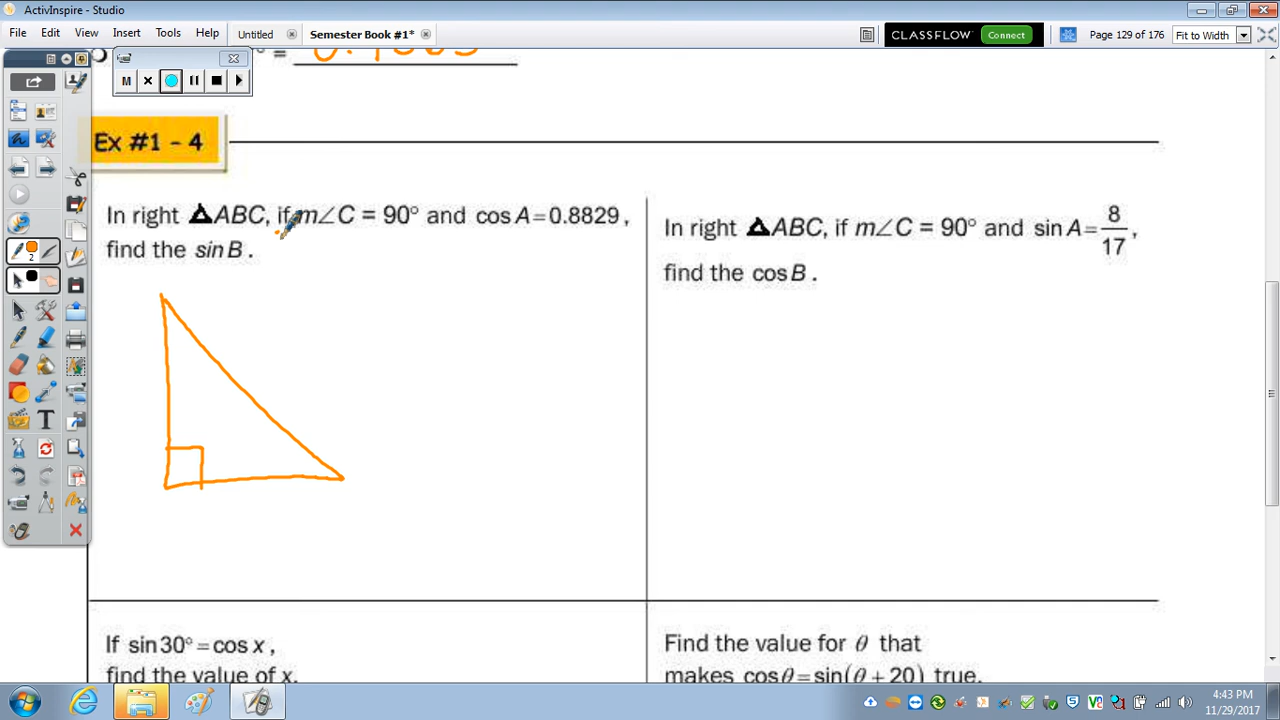 ActivInspire - Studio
File Edit View Insert Tools Help
Untitled
Semester Book #1*
CLASSFLOW Connect
Page 129 of 176
Fit to Width
M
° =
Ex #1 - 4
In right ΔABC, if m∠C = 90° and cos A = 0.8829,
find the sin B.
In right ΔABC, if m∠C = 90° and sin A = 8/17,
find the cos B.
2
T
If sin 30° = cos x,
find the value of x.
Find the value for θ that
makes cos θ = sin(θ + 20) true.
4:43 PM
11/29/2017